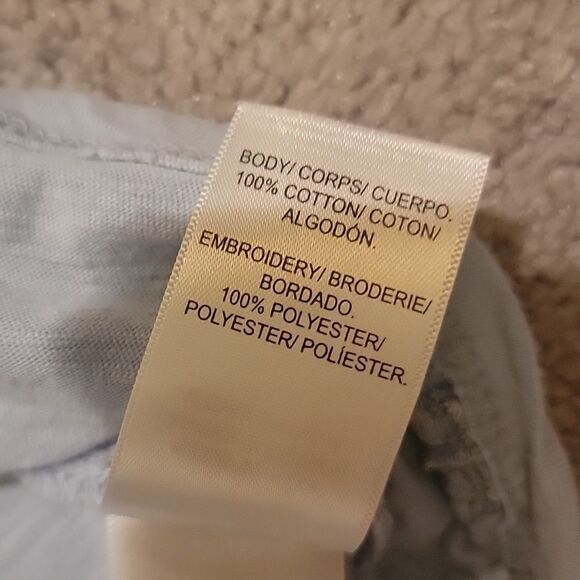 BODY/ CORPS/ CUERPO.
100% COTTON/ COTON/
ALGODÓN.
EMBROIDERY/ BRODERIE/
BORDADO.
100% POLYESTER/
POLYESTER/ POLÍESTER.